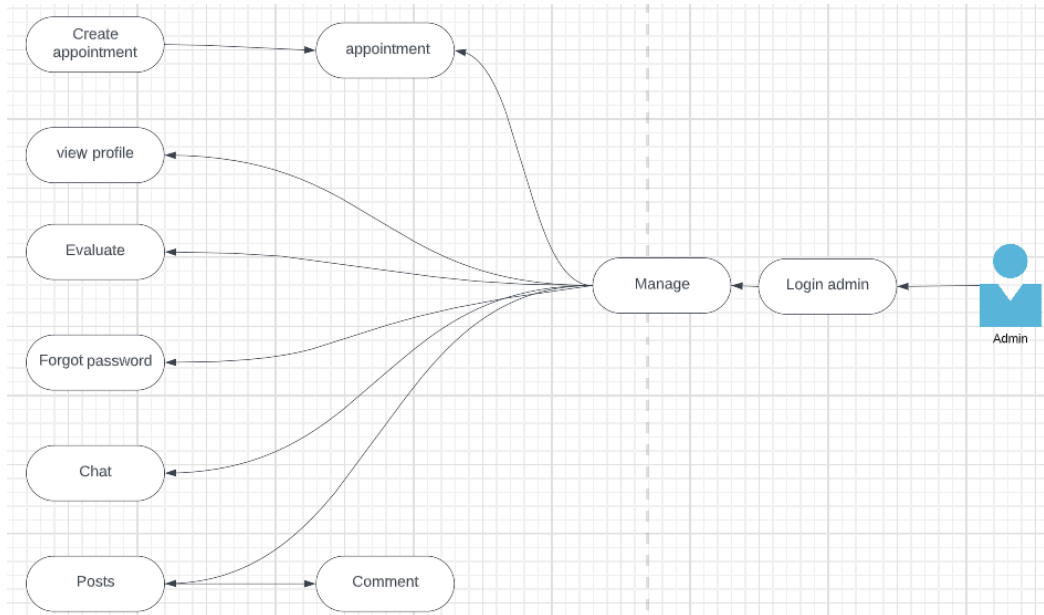 Create
appointment
appointment
view profile
Evaluate
Manage
Login admin
Admin
Forgot password
Chat
Posts
Comment